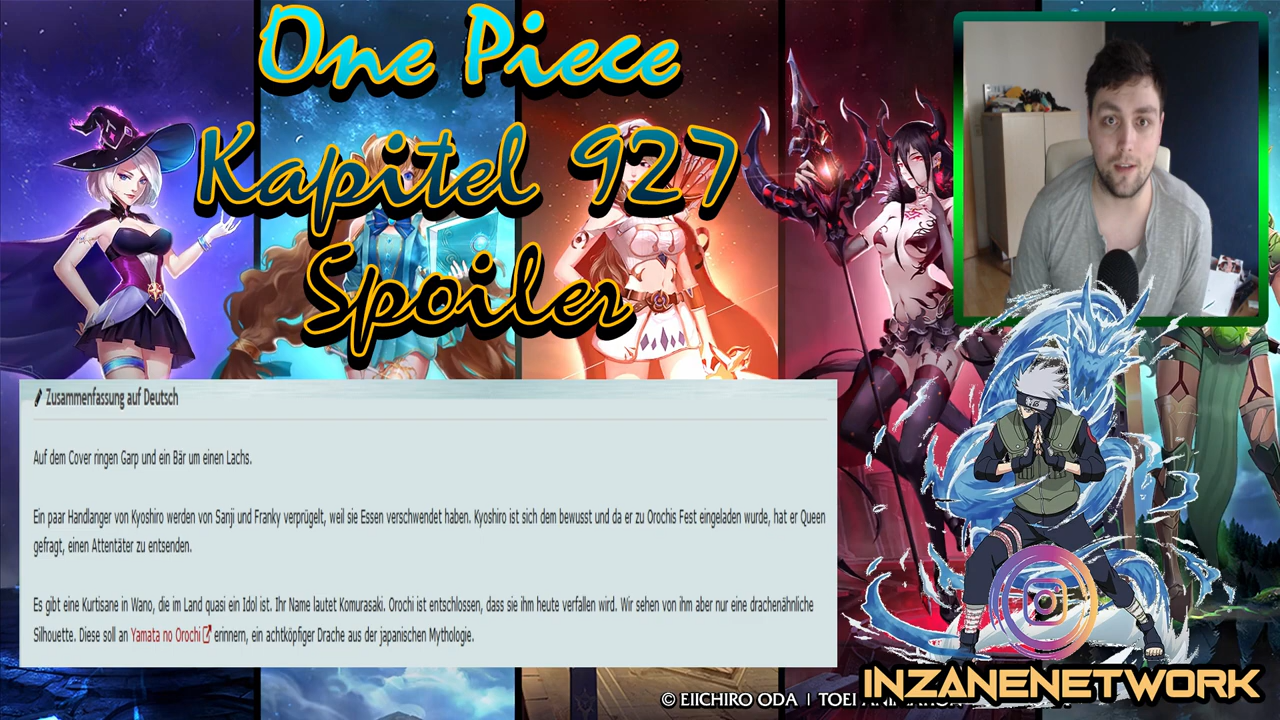 One Piece
Kapitel 927
Spoiler
Zusammenfassung auf Deutsch
Auf dem Cover ringen Garp und ein Bär um einen Lachs.
Ein paar Handlanger von Kyoshiro werden von Sanji und Franky verprügelt, weil sie Essen verschwendet haben. Kyoshiro ist sich dem bewusst und da er zu Orochis Fest eingeladen wurde, hat er Queen
gefragt, einen Attentäter zu entsenden.
Es gibt eine Kurtisane in Wano, die im Land quasi ein Idol ist. Ihr Name lautet Komurasaki. Orochi ist entschlossen, dass sie ihm heute verfallen wird. Wir sehen von ihm aber nur eine drachenähnliche
Silhouette. Diese soll an Yamata no Orochi erinnern, ein achtköpfiger Drache aus der japanischen Mythologie.
© EIICHIRO ODA | TOEI ANIMATION
INZANENETWORK